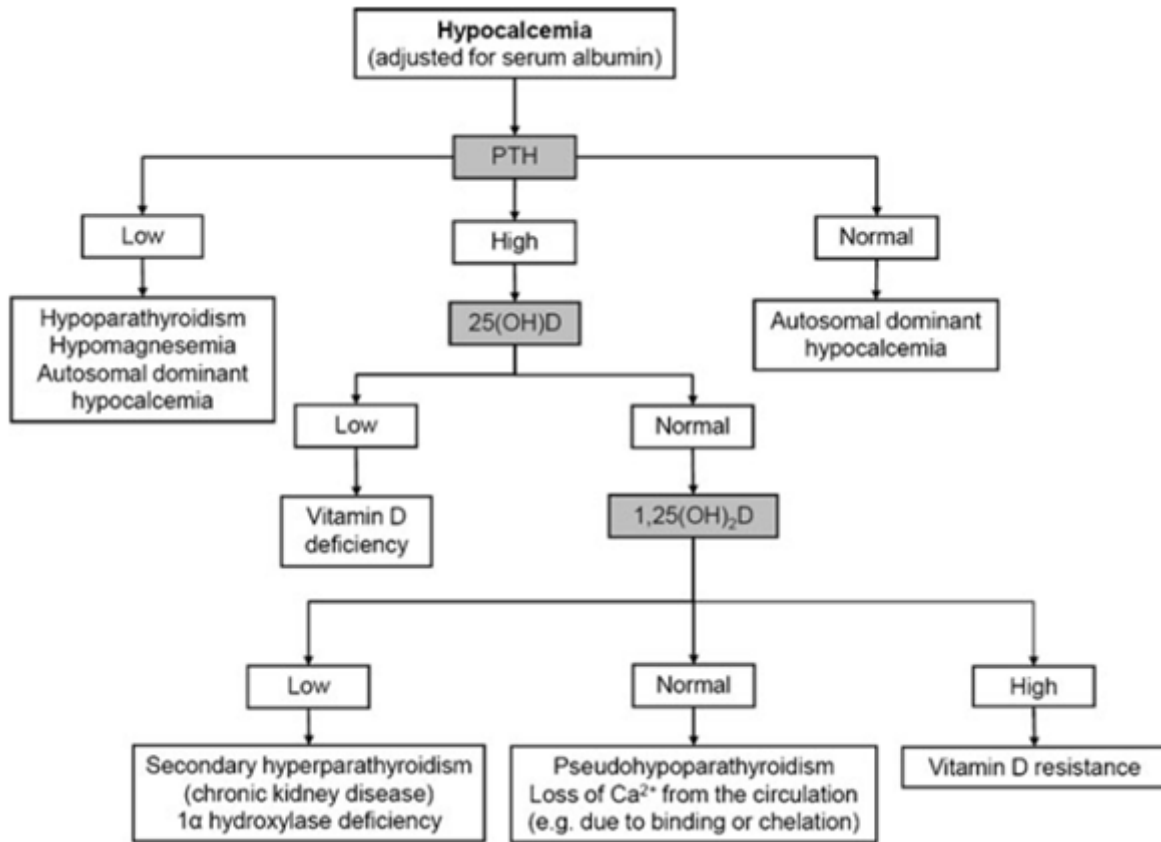 Hypocalcemia
(adjusted for serum albumin)
PTH
Low
High
Normal
Hypoparathyroidism
Hypomagnesemia
Autosomal dominant
hypocalcemia
25(OH)D
Autosomal dominant
hypocalcemia
Low
Normal
Vitamin D
deficiency
1,25(OH)₂D
Low
Normal
High
Secondary hyperparathyroidism
(chronic kidney disease)
1α hydroxylase deficiency
Pseudohypoparathyroidism
Loss of Ca²⁺ from the circulation
(e.g. due to binding or chelation)
Vitamin D resistance